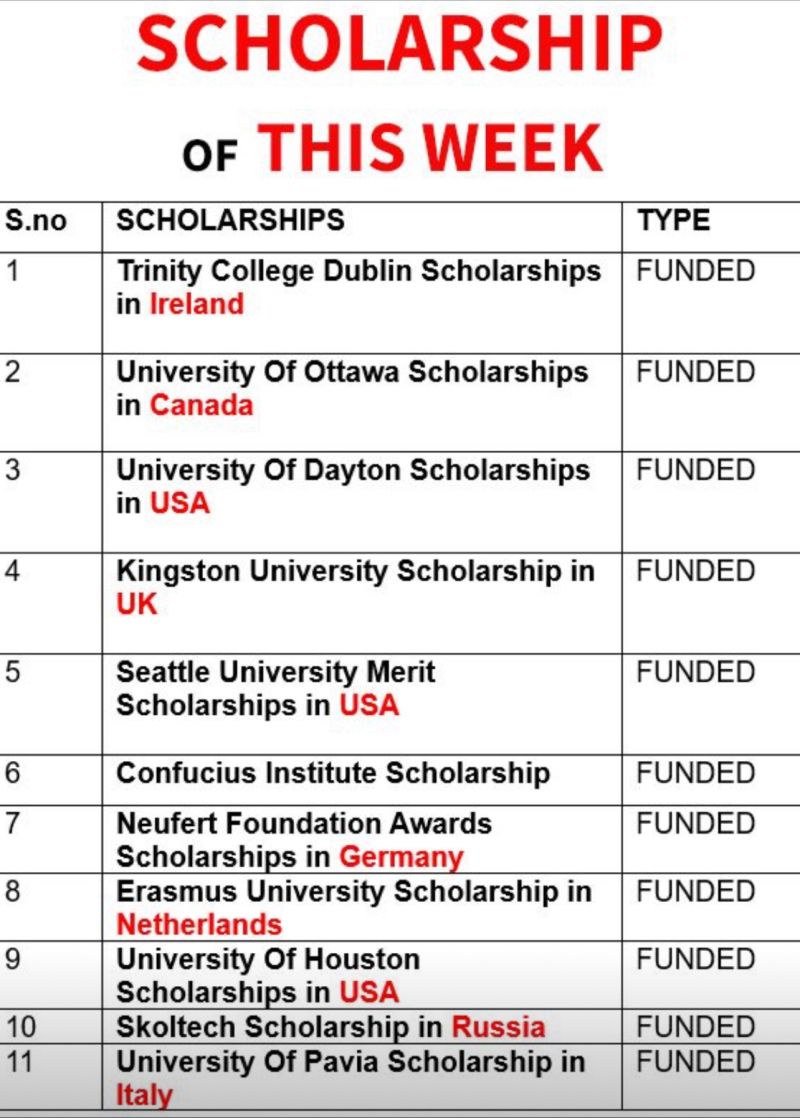 SCHOLARSHIP
OF THIS WEEK
S.no SCHOLARSHIPS TYPE
1 Trinity College Dublin Scholarships FUNDED
in Ireland
2 University Of Ottawa Scholarships FUNDED
in Canada
3 University Of Dayton Scholarships FUNDED
in USA
4 Kingston University Scholarship in FUNDED
UK
5 Seattle University Merit FUNDED
Scholarships in USA
6 Confucius Institute Scholarship FUNDED
7 Neufert Foundation Awards FUNDED
Scholarships in Germany
8 Erasmus University Scholarship in FUNDED
Netherlands
9 University Of Houston FUNDED
Scholarships in USA
10 Skoltech Scholarship in Russia FUNDED
11 University Of Pavia Scholarship in FUNDED
Italy